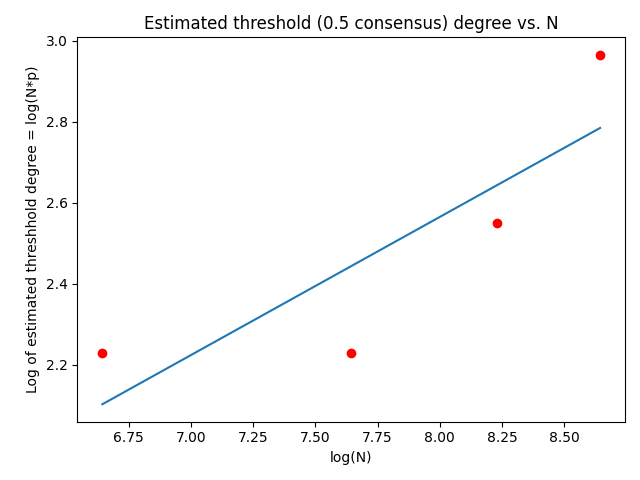 Estimated threshold (0.5 consensus) degree vs. N
Log of estimated threshhold degree = log(N*p)
3.0
2.8
2.6
2.4
2.2
6.75 7.00 7.25 7.50 7.75 8.00 8.25 8.50
log(N)